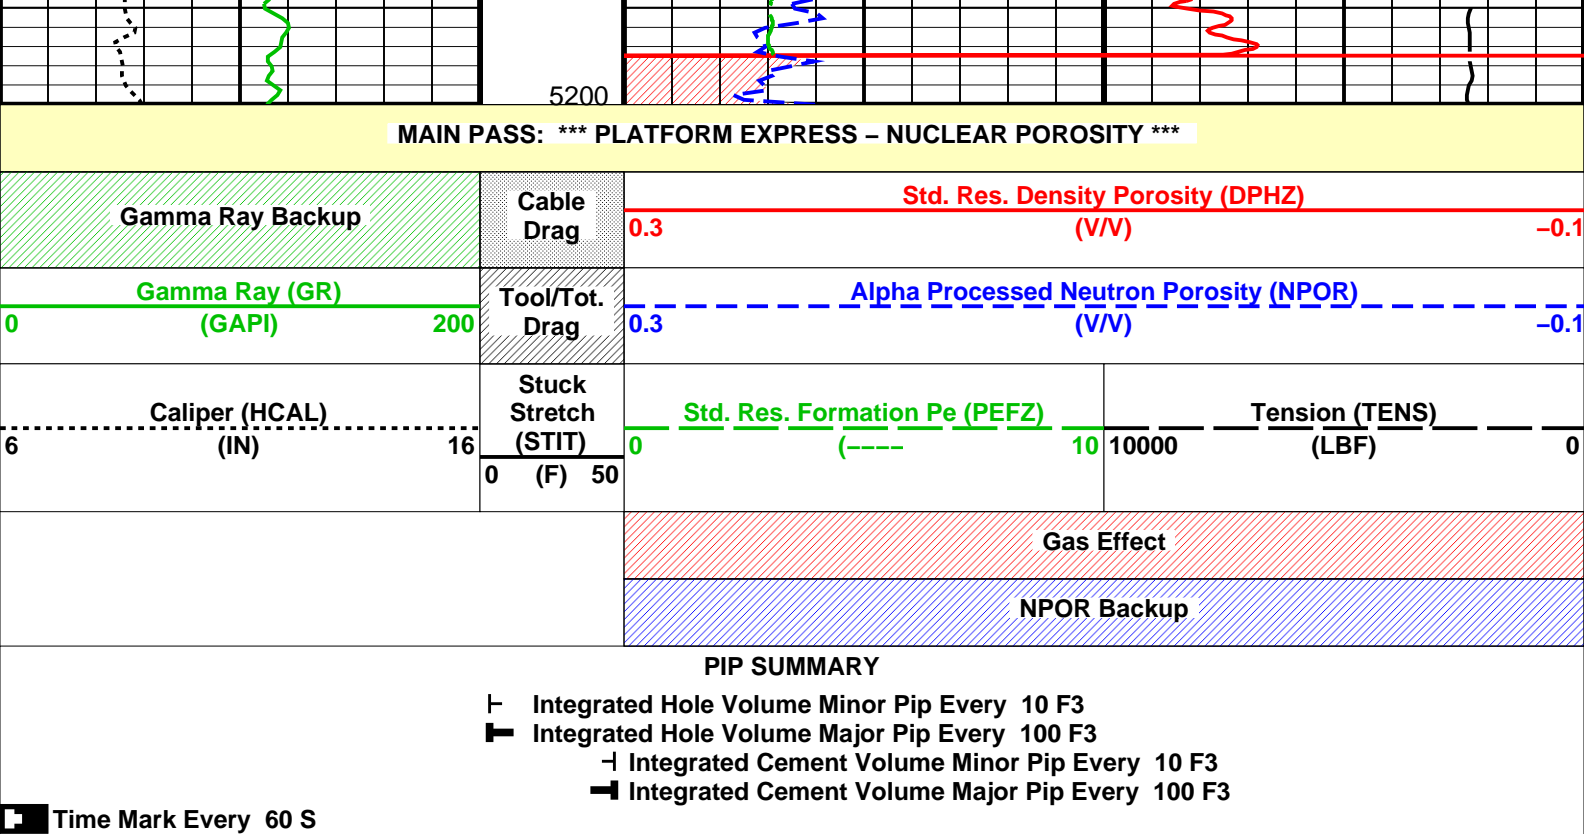 5200
MAIN PASS: *** PLATFORM EXPRESS – NUCLEAR POROSITY ***
Gamma Ray Backup
Cable
Drag
Std. Res. Density Porosity (DPHZ)
0.3 (V/V) –0.1
Gamma Ray (GR)
0 (GAPI) 200
Tool/Tot.
Drag
Alpha Processed Neutron Porosity (NPOR)
0.3 (V/V) –0.1
Caliper (HCAL)
6 (IN) 16
Stuck
Stretch
(STIT)
0 (F) 50
Std. Res. Formation Pe (PEFZ)
0 (–––– 10
Tension (TENS)
10000 (LBF) 0
Gas Effect
NPOR Backup
PIP SUMMARY
Integrated Hole Volume Minor Pip Every 10 F3
Integrated Hole Volume Major Pip Every 100 F3
Integrated Cement Volume Minor Pip Every 10 F3
Integrated Cement Volume Major Pip Every 100 F3
Time Mark Every 60 S